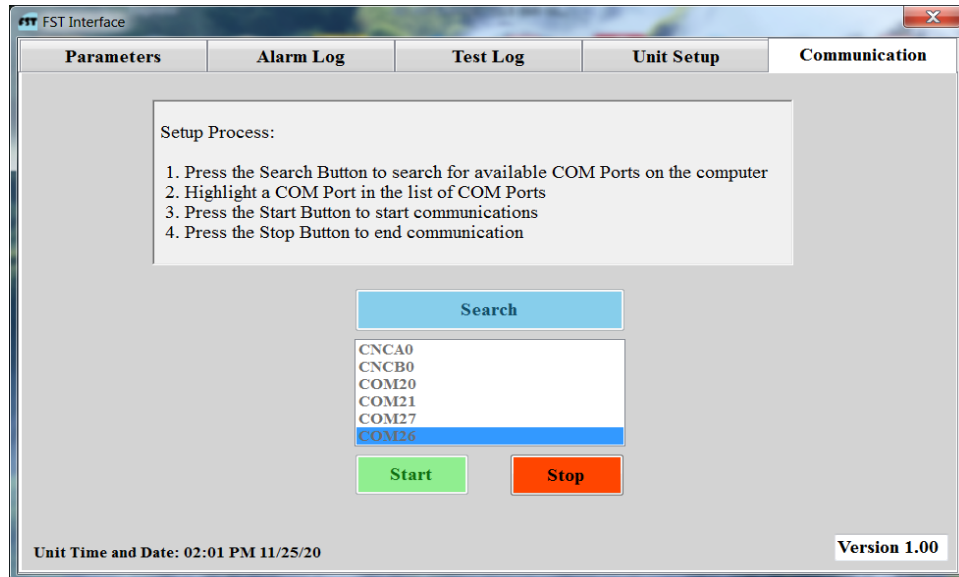 FST FST Interface
Parameters Alarm Log Test Log Unit Setup Communication
Setup Process:
1. Press the Search Button to search for available COM Ports on the computer
2. Highlight a COM Port in the list of COM Ports
3. Press the Start Button to start communications
4. Press the Stop Button to end communication
Search
CNCA0
CNCB0
COM20
COM21
COM27
COM26
Start Stop
Unit Time and Date: 02:01 PM 11/25/20 Version 1.00